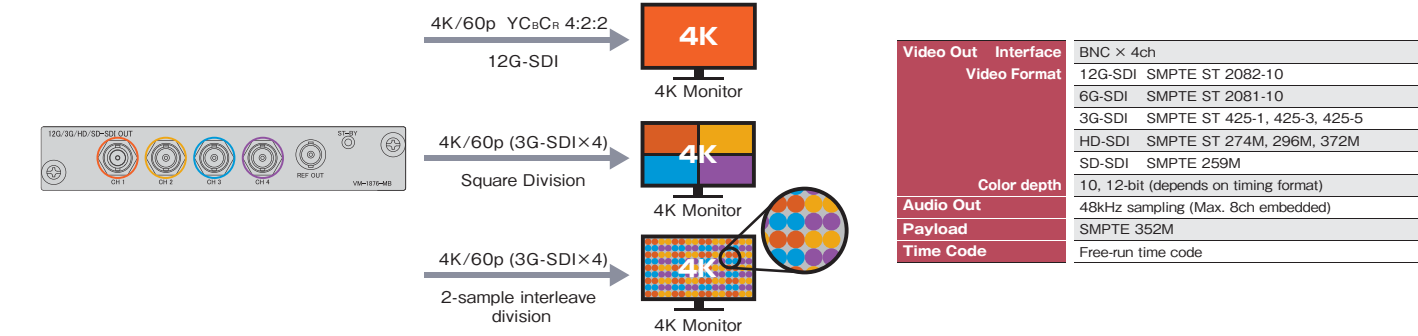 12G/3G/HD/SD-SDI OUT
ST-BY
CH 1
CH 2
CH 3
CH 4
REF OUT
VM-1876-MB
4K/60p YCBCR 4:2:2
12G-SDI
4K
4K Monitor
4K/60p (3G-SDI×4)
Square Division
4K
4K Monitor
4K/60p (3G-SDI×4)
2-sample interleave
division
4K
4K Monitor
Video Out Interface BNC × 4ch
Video Format 12G-SDI SMPTE ST 2082-10
6G-SDI SMPTE ST 2081-10
3G-SDI SMPTE ST 425-1, 425-3, 425-5
HD-SDI SMPTE ST 274M, 296M, 372M
SD-SDI SMPTE 259M
Color depth 10, 12-bit (depends on timing format)
Audio Out 48kHz sampling (Max. 8ch embedded)
Payload SMPTE 352M
Time Code Free-run time code